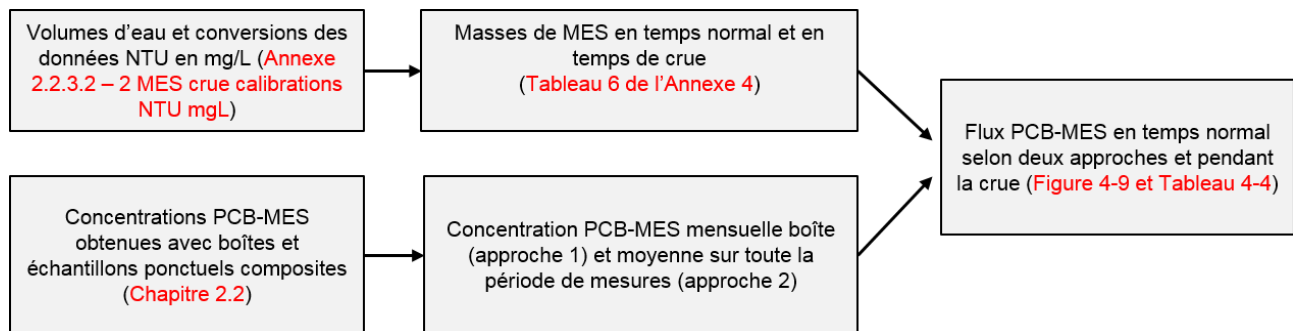 Volumes d'eau et conversions des
données NTU en mg/L (Annexe
2.2.3.2 – 2 MES crue calibrations
NTU mgL)
Masses de MES en temps normal et en
temps de crue
(Tableau 6 de l'Annexe 4)
Flux PCB-MES en temps normal
selon deux approches et pendant
la crue (Figure 4-9 et Tableau 4-4)
Concentrations PCB-MES
obtenues avec boîtes et
échantillons ponctuels composites
(Chapitre 2.2)
Concentration PCB-MES mensuelle boîte
(approche 1) et moyenne sur toute la
période de mesures (approche 2)